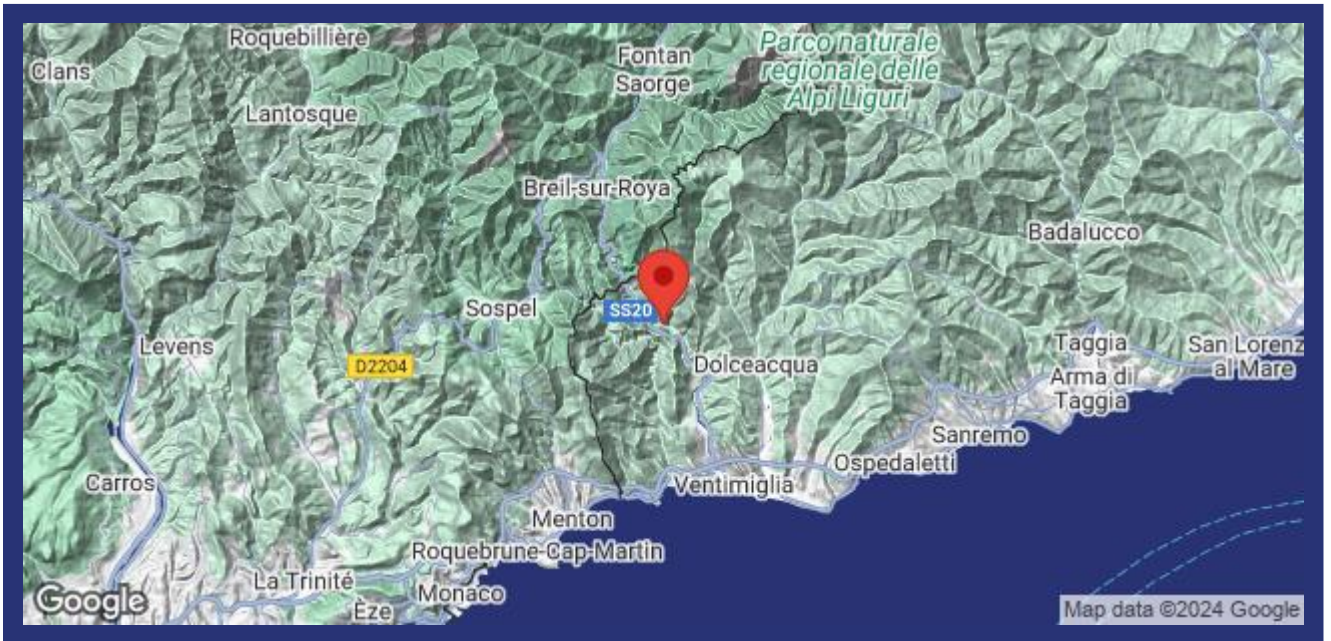 Roquebillière
Clans
Lantosque
Fontan
Saorge
Parco naturale
regionale delle
Alpi Liguri
Breil-sur-Roya
Badalucco
Sospel
SS20
Levens
D2204
Dolceacqua
Taggia
San Lorenz
al Mare
Arma di
Taggia
Sanremo
Ospedaletti
Carros
Ventimiglia
Menton
Roquebrune-Cap-Martin
La Trinité
Monaco
Èze
Google
Map data ©2024 Google